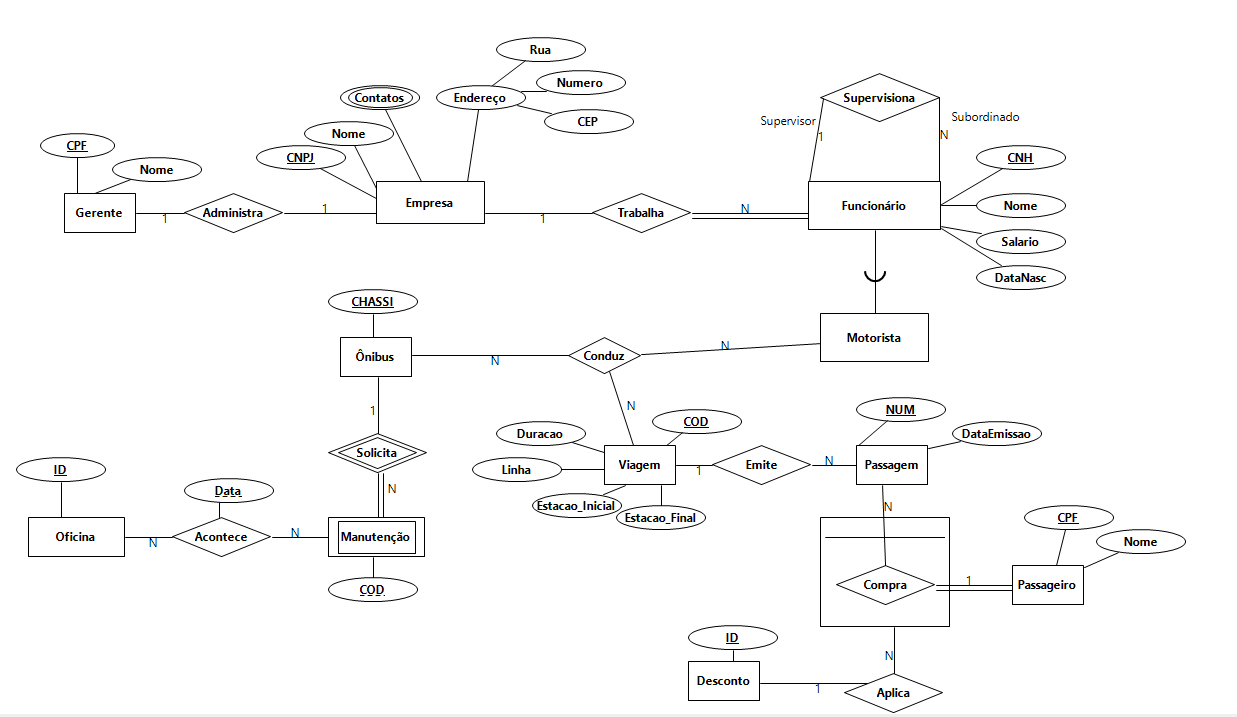 Rua
Supervisiona
Numero
Contatos
Endereço
CEP
Supervisor
Subordinado
1
N
CPF
Nome
CNPJ
CNH
Nome
Gerente
1
Administra
1
Empresa
1
Trabalha
N
Funcionário
Nome
Salario
DataNasc
CHASSI
Ônibus
N
Conduz
N
Motorista
1
N
COD
NUM
Duracao
DataEmissao
Solicita
Linha
Viagem
1
Emite
N
Passagem
ID
Data
N
Estacao_Inicial
Estacao_Final
N
CPF
Oficina
N
Acontece
N
Manutenção
Nome
COD
Compra
1
Passageiro
ID
N
Desconto
1
Aplica